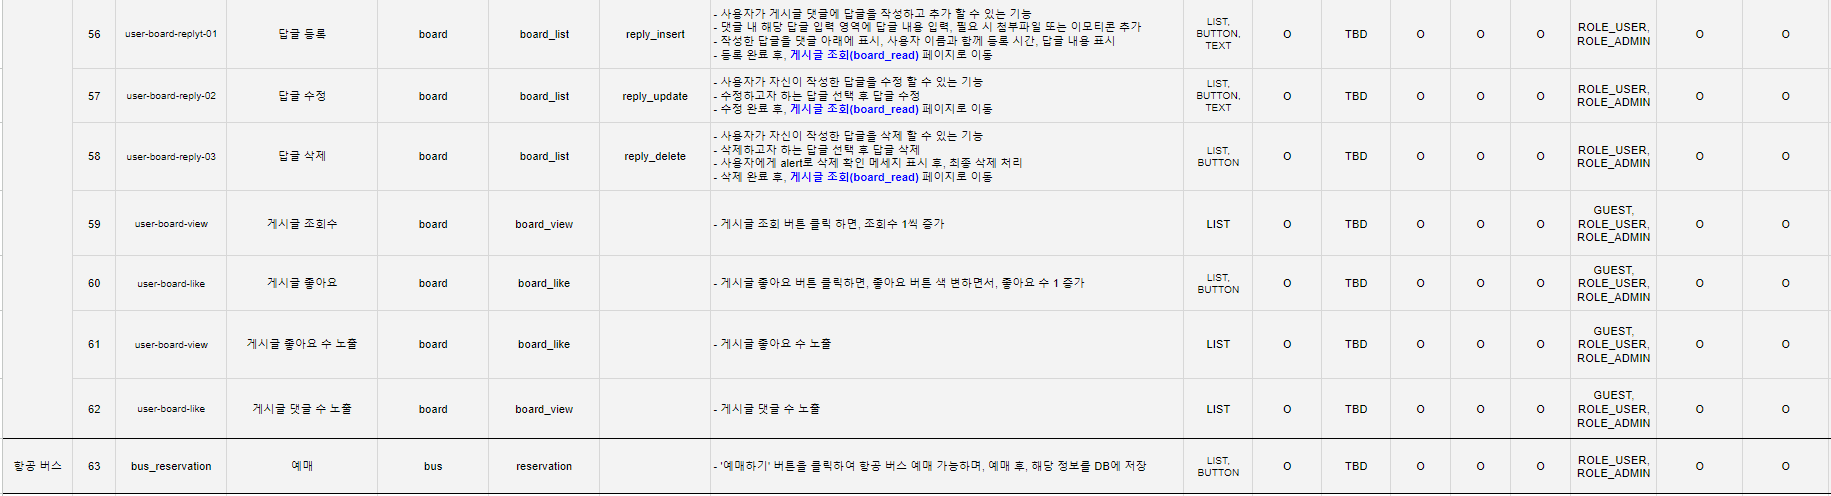 56 user-board-replyt-01 답글 등록 board board_list reply_insert
- 사용자가 게시글 댓글에 답글을 작성하고 추가 할 수 있는 기능
- 댓글 내 해당 답글 입력 영역에 답글 내용 입력, 필요 시 첨부파일 또는 이모티콘 추가
- 작성한 답글을 댓글 아래에 표시, 사용자 이름과 함께 등록 시간, 답글 내용 표시
- 등록 완료 후, 게시글 조회(board_read) 페이지로 이동
LIST,
BUTTON,
TEXT
O TBD O O O
ROLE_USER,
ROLE_ADMIN
O O
57 user-board-reply-02 답글 수정 board board_list reply_update
- 사용자가 자신이 작성한 답글을 수정 할 수 있는 기능
- 수정하고자 하는 답글 선택 후 답글 수정
- 수정 완료 후, 게시글 조회(board_read) 페이지로 이동
LIST,
BUTTON,
TEXT
O TBD O O O
ROLE_USER,
ROLE_ADMIN
O O
58 user-board-reply-03 답글 삭제 board board_list reply_delete
- 사용자가 자신이 작성한 답글을 삭제 할 수 있는 기능
- 삭제하고자 하는 답글 선택 후 답글 삭제
- 사용자에게 alert로 삭제 확인 메세지 표시 후, 최종 삭제 처리
- 삭제 완료 후, 게시글 조회(board_read) 페이지로 이동
LIST,
BUTTON
O TBD O O O
ROLE_USER,
ROLE_ADMIN
O O
59 user-board-view 게시글 조회수 board board_view
- 게시글 조회 버튼 클릭 하면, 조회수 1씩 증가
LIST
O TBD O O O
GUEST,
ROLE_USER,
ROLE_ADMIN
O O
60 user-board-like 게시글 좋아요 board board_like
- 게시글 좋아요 버튼 클릭하면, 좋아요 버튼 색 변하면서, 좋아요 수 1 증가
LIST,
BUTTON
O TBD O O O
GUEST,
ROLE_USER,
ROLE_ADMIN
O O
61 user-board-view 게시글 좋아요 수 노출 board board_like
- 게시글 좋아요 수 노출
LIST
O TBD O O O
GUEST,
ROLE_USER,
ROLE_ADMIN
O O
62 user-board-like 게시글 댓글 수 노출 board board_view
- 게시글 댓글 수 노출
LIST
O TBD O O O
GUEST,
ROLE_USER,
ROLE_ADMIN
O O
항공 버스 63 bus_reservation 예매 bus reservation
- '예매하기' 버튼을 클릭하여 항공 버스 예매 가능하며, 예매 후, 해당 정보를 DB에 저장
LIST,
BUTTON
O TBD O O O
ROLE_USER,
ROLE_ADMIN
O O